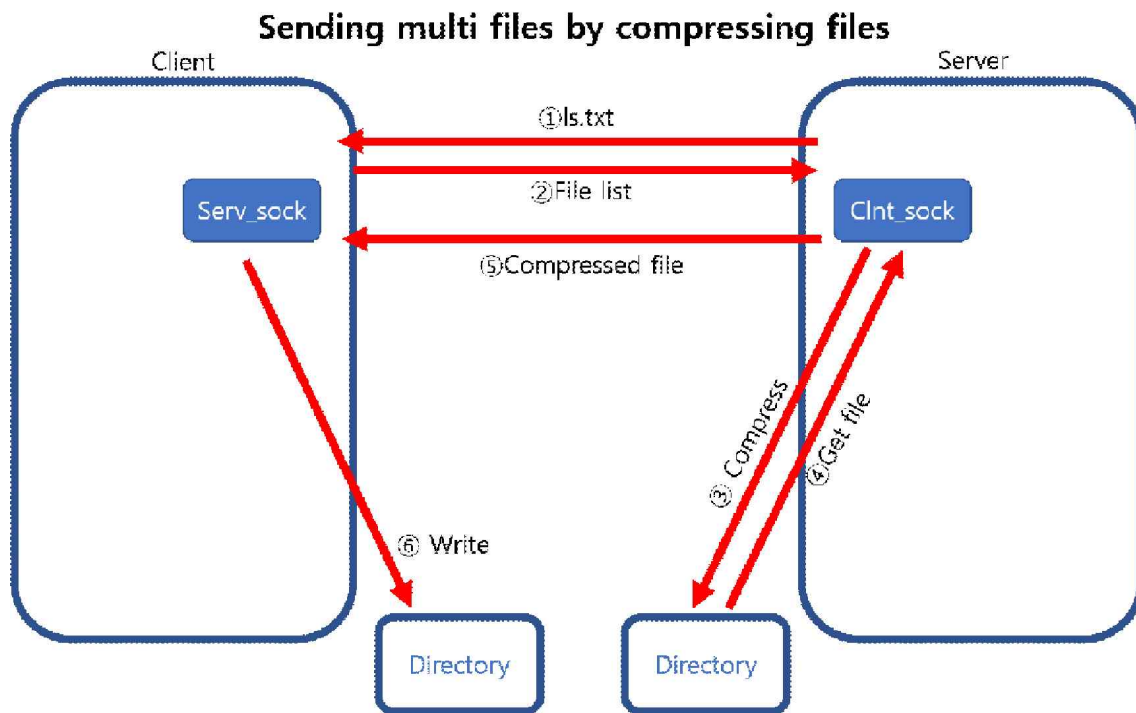 Sending multi files by compressing files
Client
Server
①ls.txt
②File list
Serv_sock
Clnt_sock
⑤Compressed file
③ Compress
④Get file
⑥ Write
Directory
Directory